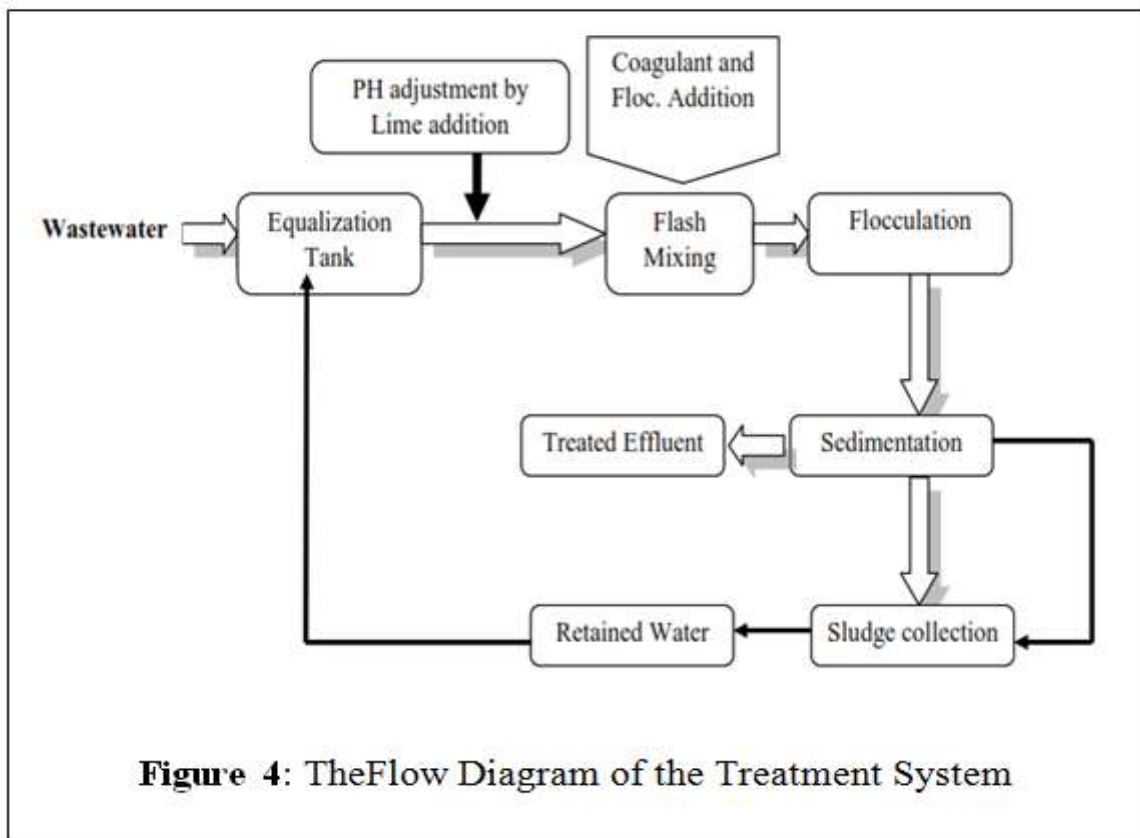 PH adjustment by
Lime addition
Coagulant and
Floc. Addition
Wastewater
Equalization
Tank
Flash
Mixing
Flocculation
Treated Effluent
Sedimentation
Retained Water
Sludge collection
Figure 4: TheFlow Diagram of the Treatment System